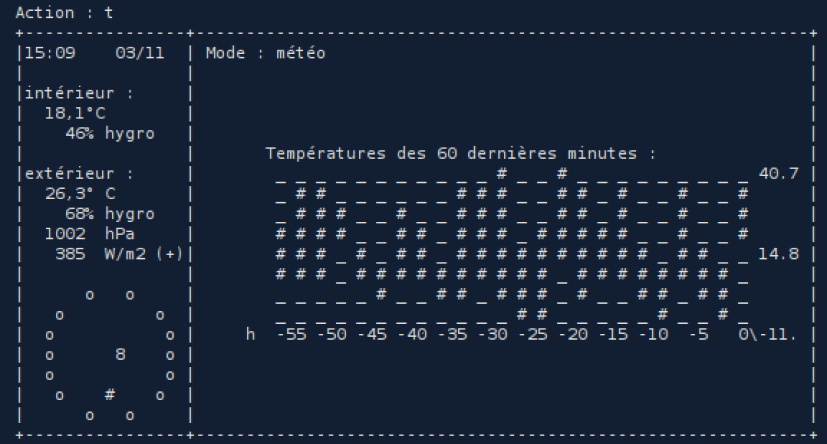 Action : t
+----------------+-------------------------------------------------------------+
|15:09    03/11  | Mode : météo                                                |
|                |                                                             |
|intérieur :     |                                                             |
|  18,1°C        |                                                             |
|    46% hygro   |                                                             |
|                |       Températures des 60 dernières minutes :               |
|extérieur :     |        _ _ _ _ _ _ _ _ _ _ _ # _ _ # _ _ _ _ _ _ _ _ _ 40.7 |
|  26,3° C       |        _ # # _ _ _ _ _ _ # # # _ _ # # _ # _ _ # _ _ #      |
|    68% hygro   |        _ # # # _ _ # _ _ # # # _ # # # _ # _ _ # _ _ #      |
|  1002  hPa     |        # # # # _ _ # # _ # # # # # # # # # # _ # _ _ #      |
|   385  W/m2 (+)|        # # # _ # _ # # _ # # # # # # # # # # _ # # _ _ 14.8 |
|                |        # # # _ # # # # # # # # # # _ # # # # # # # # _      |
|      o   o     |        _ _ _ _ _ # _ _ # # _ # # # _ # _ _ # # _ # # _      |
|   o         o  |        _ _ _ _ _ _ _ _ _ _ _ _ # # _ _ _ _ _ # _ _ # _      |
|  o           o |     h  -55 -50 -45 -40 -35 -30 -25 -20 -15 -10  -5   0\-11. |
|  o      8    o |                                                             |
|  o           o |                                                             |
|   o    #    o  |                                                             |
|      o   o     |                                                             |
+----------------+-------------------------------------------------------------+